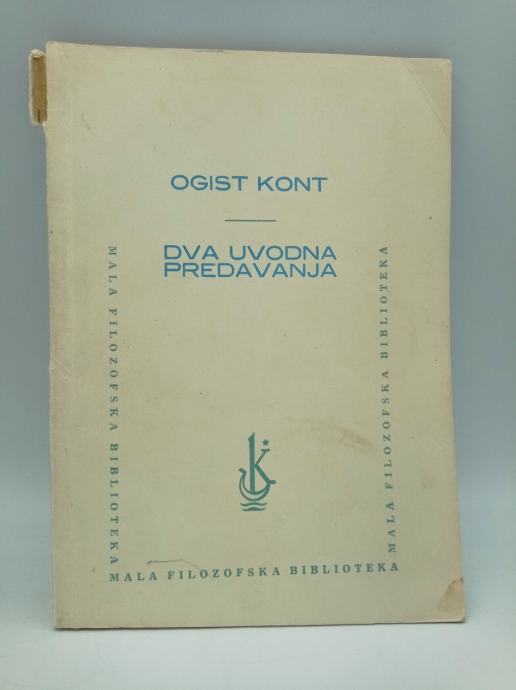 OGIST KONT
DVA UVODNA
PREDAVANJA
MALA FILOZOFSKA BIBLIOTEKA
MALA FILOZOFSKA BIBLIOTEKA
MALA FILOZOFSKA BIBLIOTEKA
K